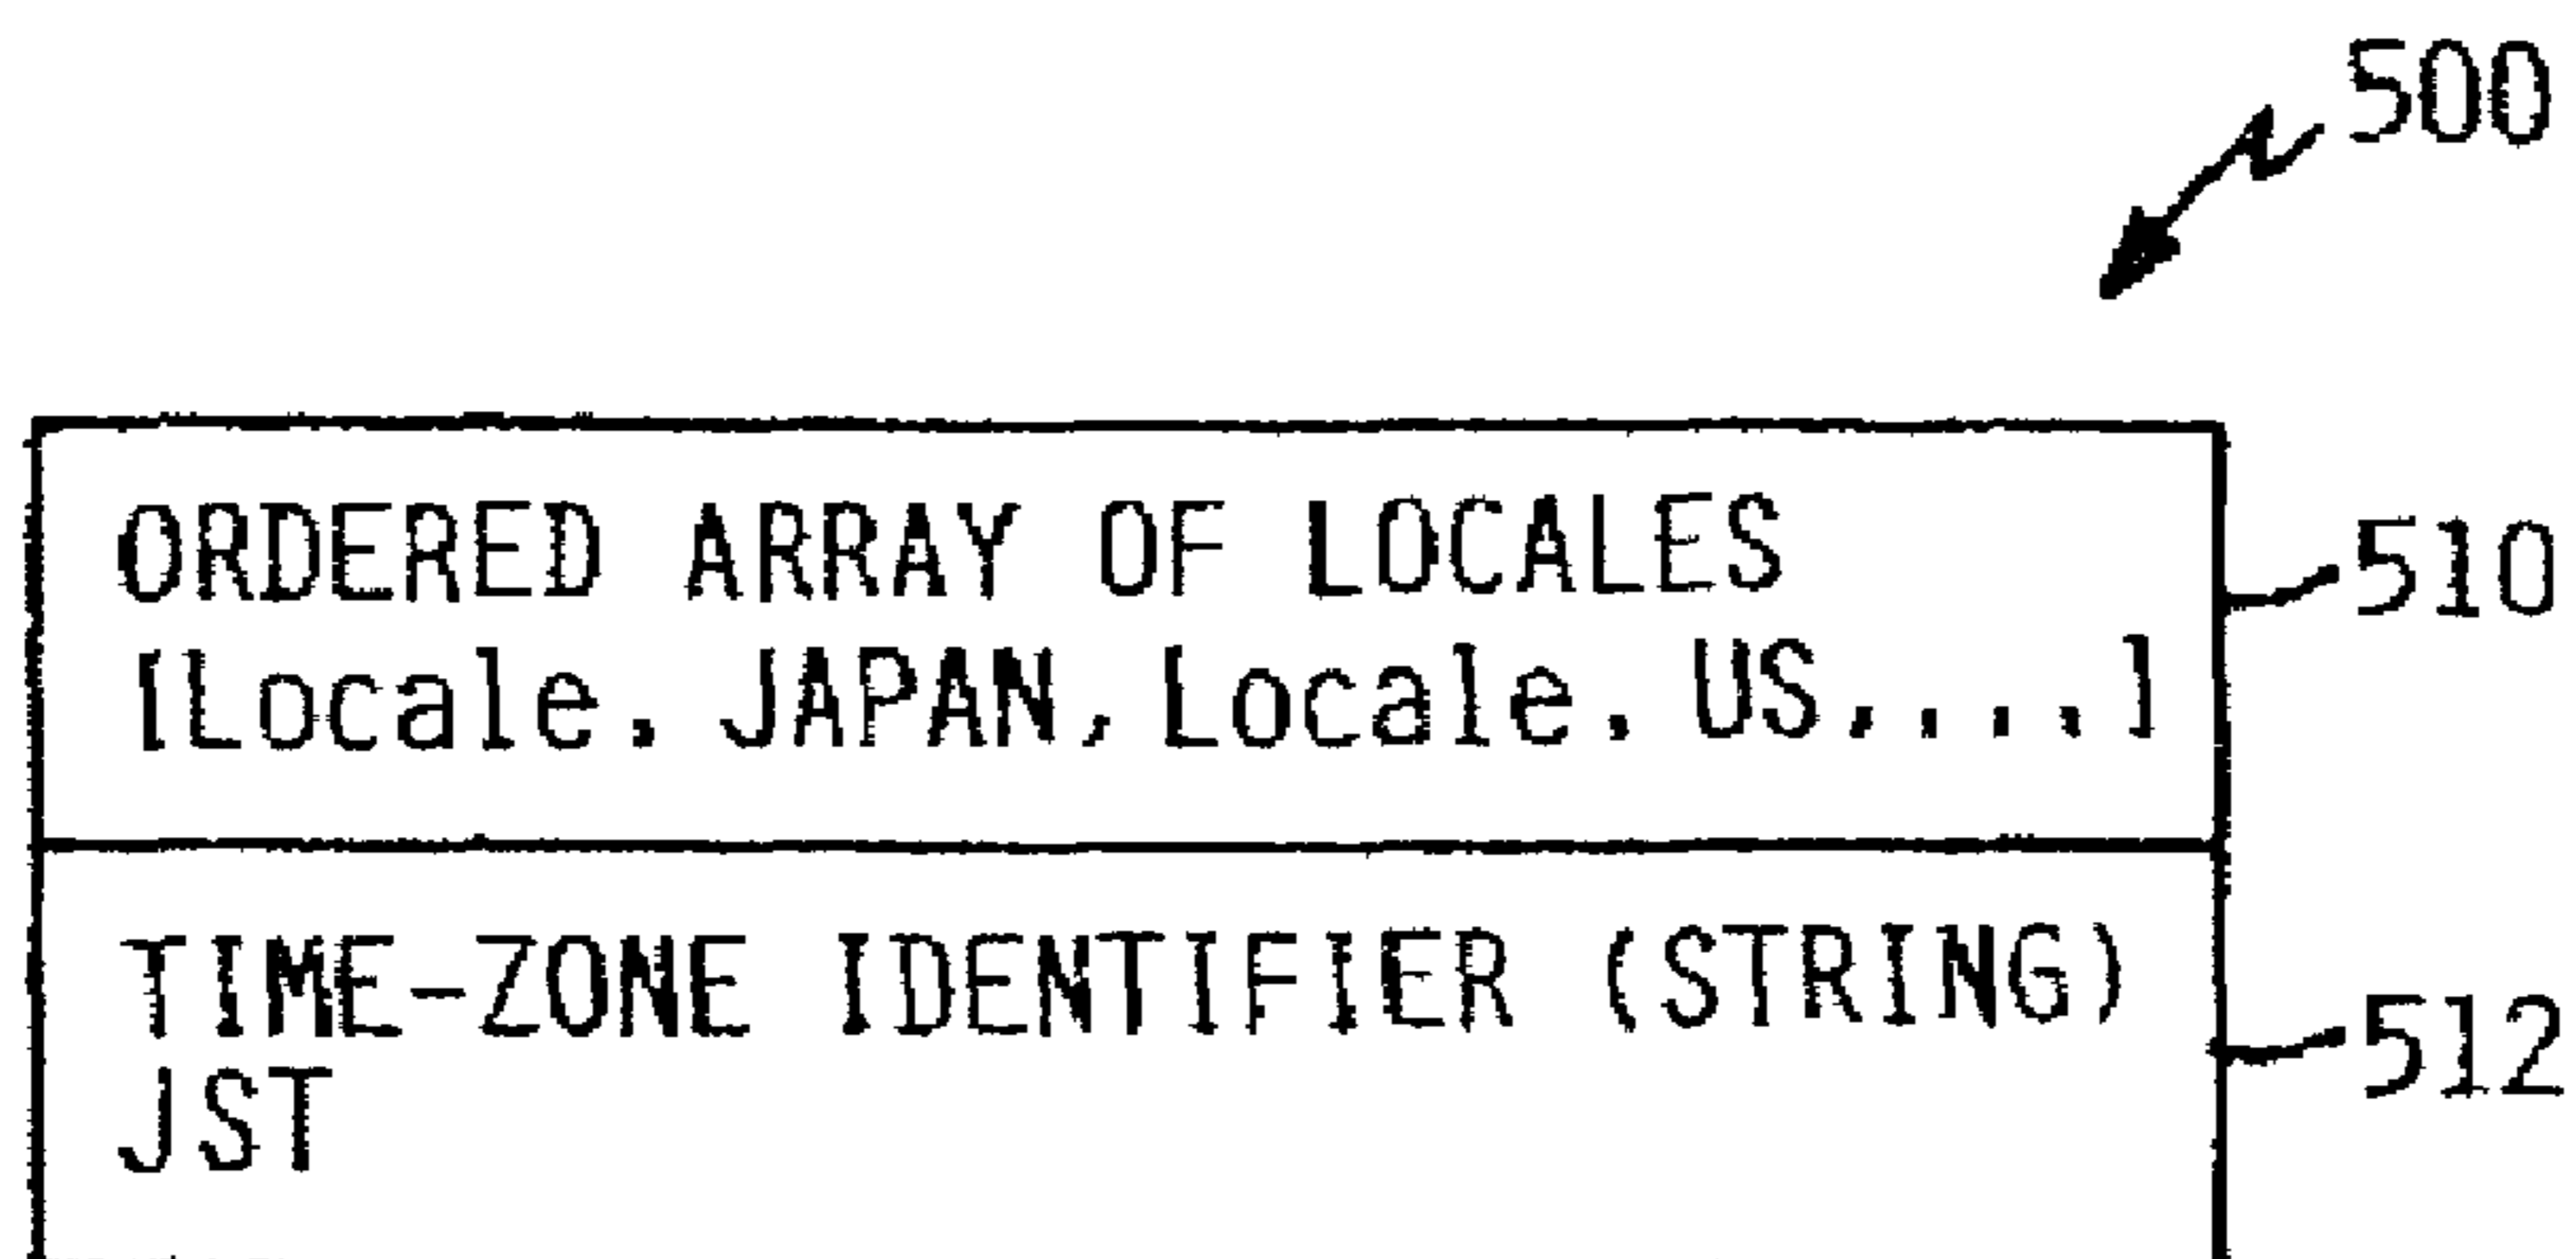 500
ORDERED ARRAY OF LOCALES
510
[Locale. JAPAN, Locale. US, ...]
TIME-ZONE IDENTIFIER (STRING)
512
JST